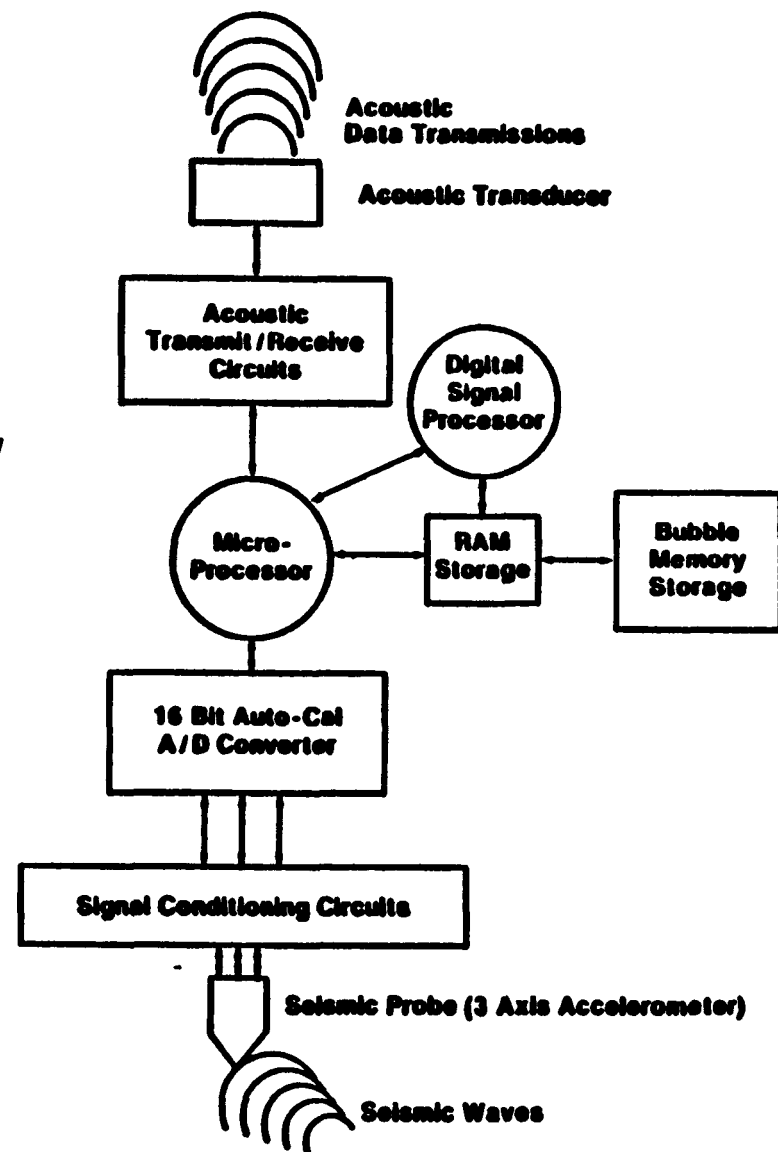 Acoustic
Data Transmissions
Acoustic Transducer
Acoustic
Transmit/Receive
Circuits
Digital
Signal
Processor
Micro-
Processor
RAM
Storage
Bubble
Memory
Storage
16 Bit Auto-Cal
A/D Converter
Signal Conditioning Circuits
Seismic Probe (3 Axis Accelerometer)
Seismic Waves